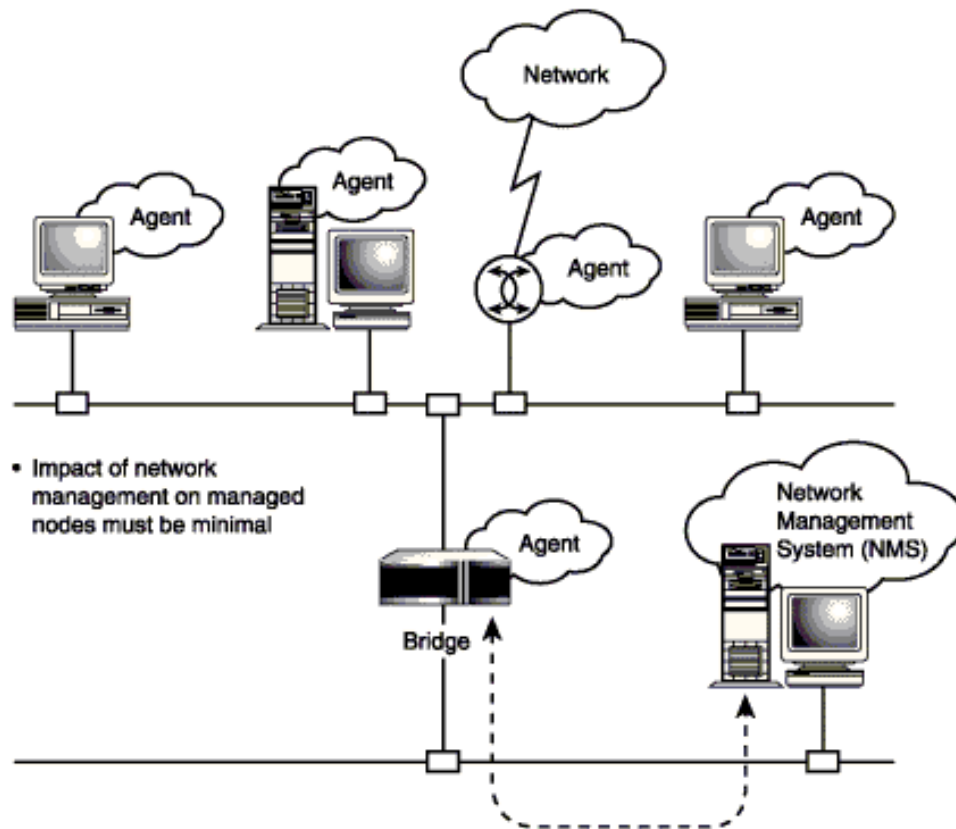 Network
Agent
Agent
Agent
Agent
• Impact of network
management on managed
nodes must be minimal
Agent
Bridge
Network
Management
System (NMS)